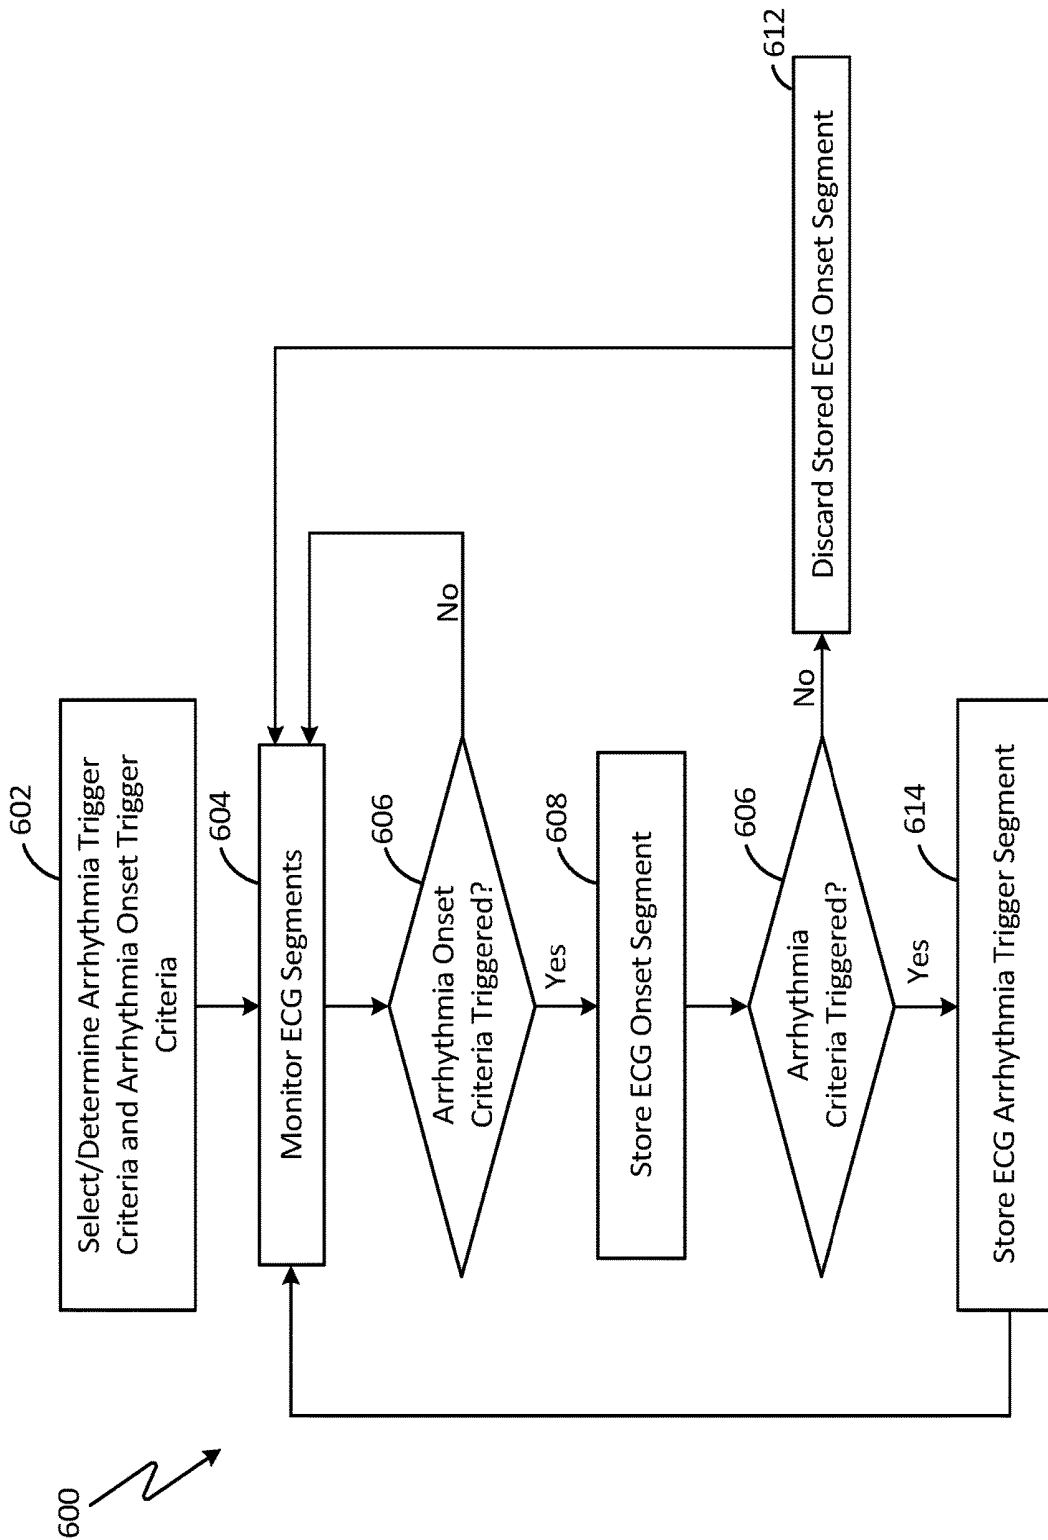 600
602
Select/Determine Arrhythmia Trigger
Criteria and Arrhythmia Onset Trigger
Criteria
604
Monitor ECG Segments
606
Arrhythmia Onset
Criteria Triggered?
No
Yes
608
Store ECG Onset Segment
606
Arrhythmia
Criteria Triggered?
No
612
Discard Stored ECG Onset Segment
Yes
614
Store ECG Arrhythmia Trigger Segment